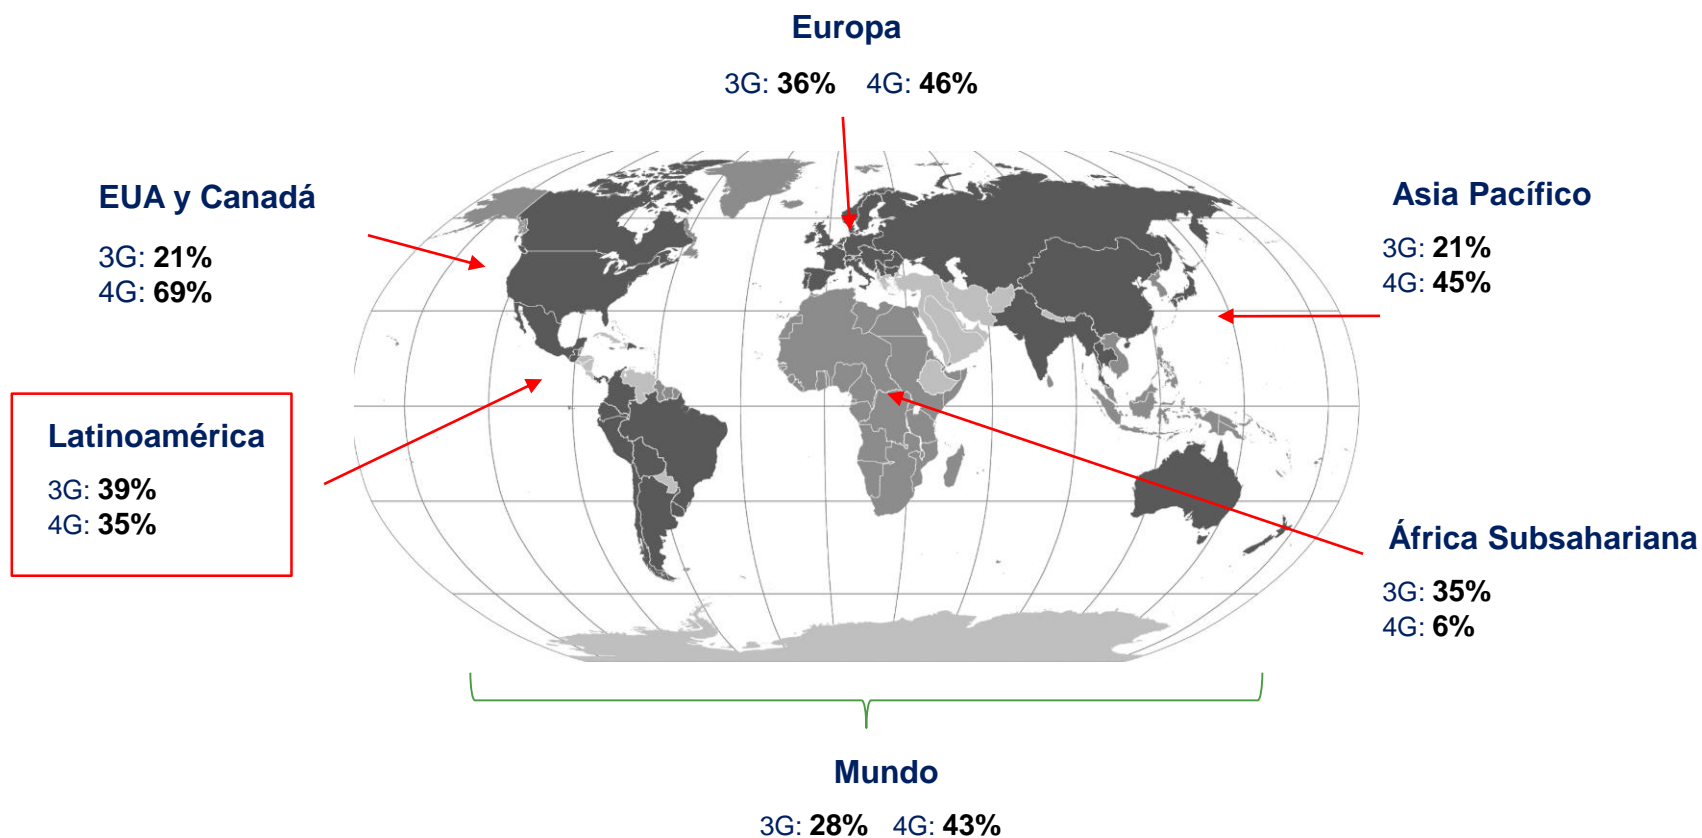 Europa
3G: 36% 4G: 46%
EUA y Canadá
3G: 21%
4G: 69%
Asia Pacífico
3G: 21%
4G: 45%
Latinoamérica
3G: 39%
4G: 35%
África Subsahariana
3G: 35%
4G: 6%
Mundo
3G: 28% 4G: 43%